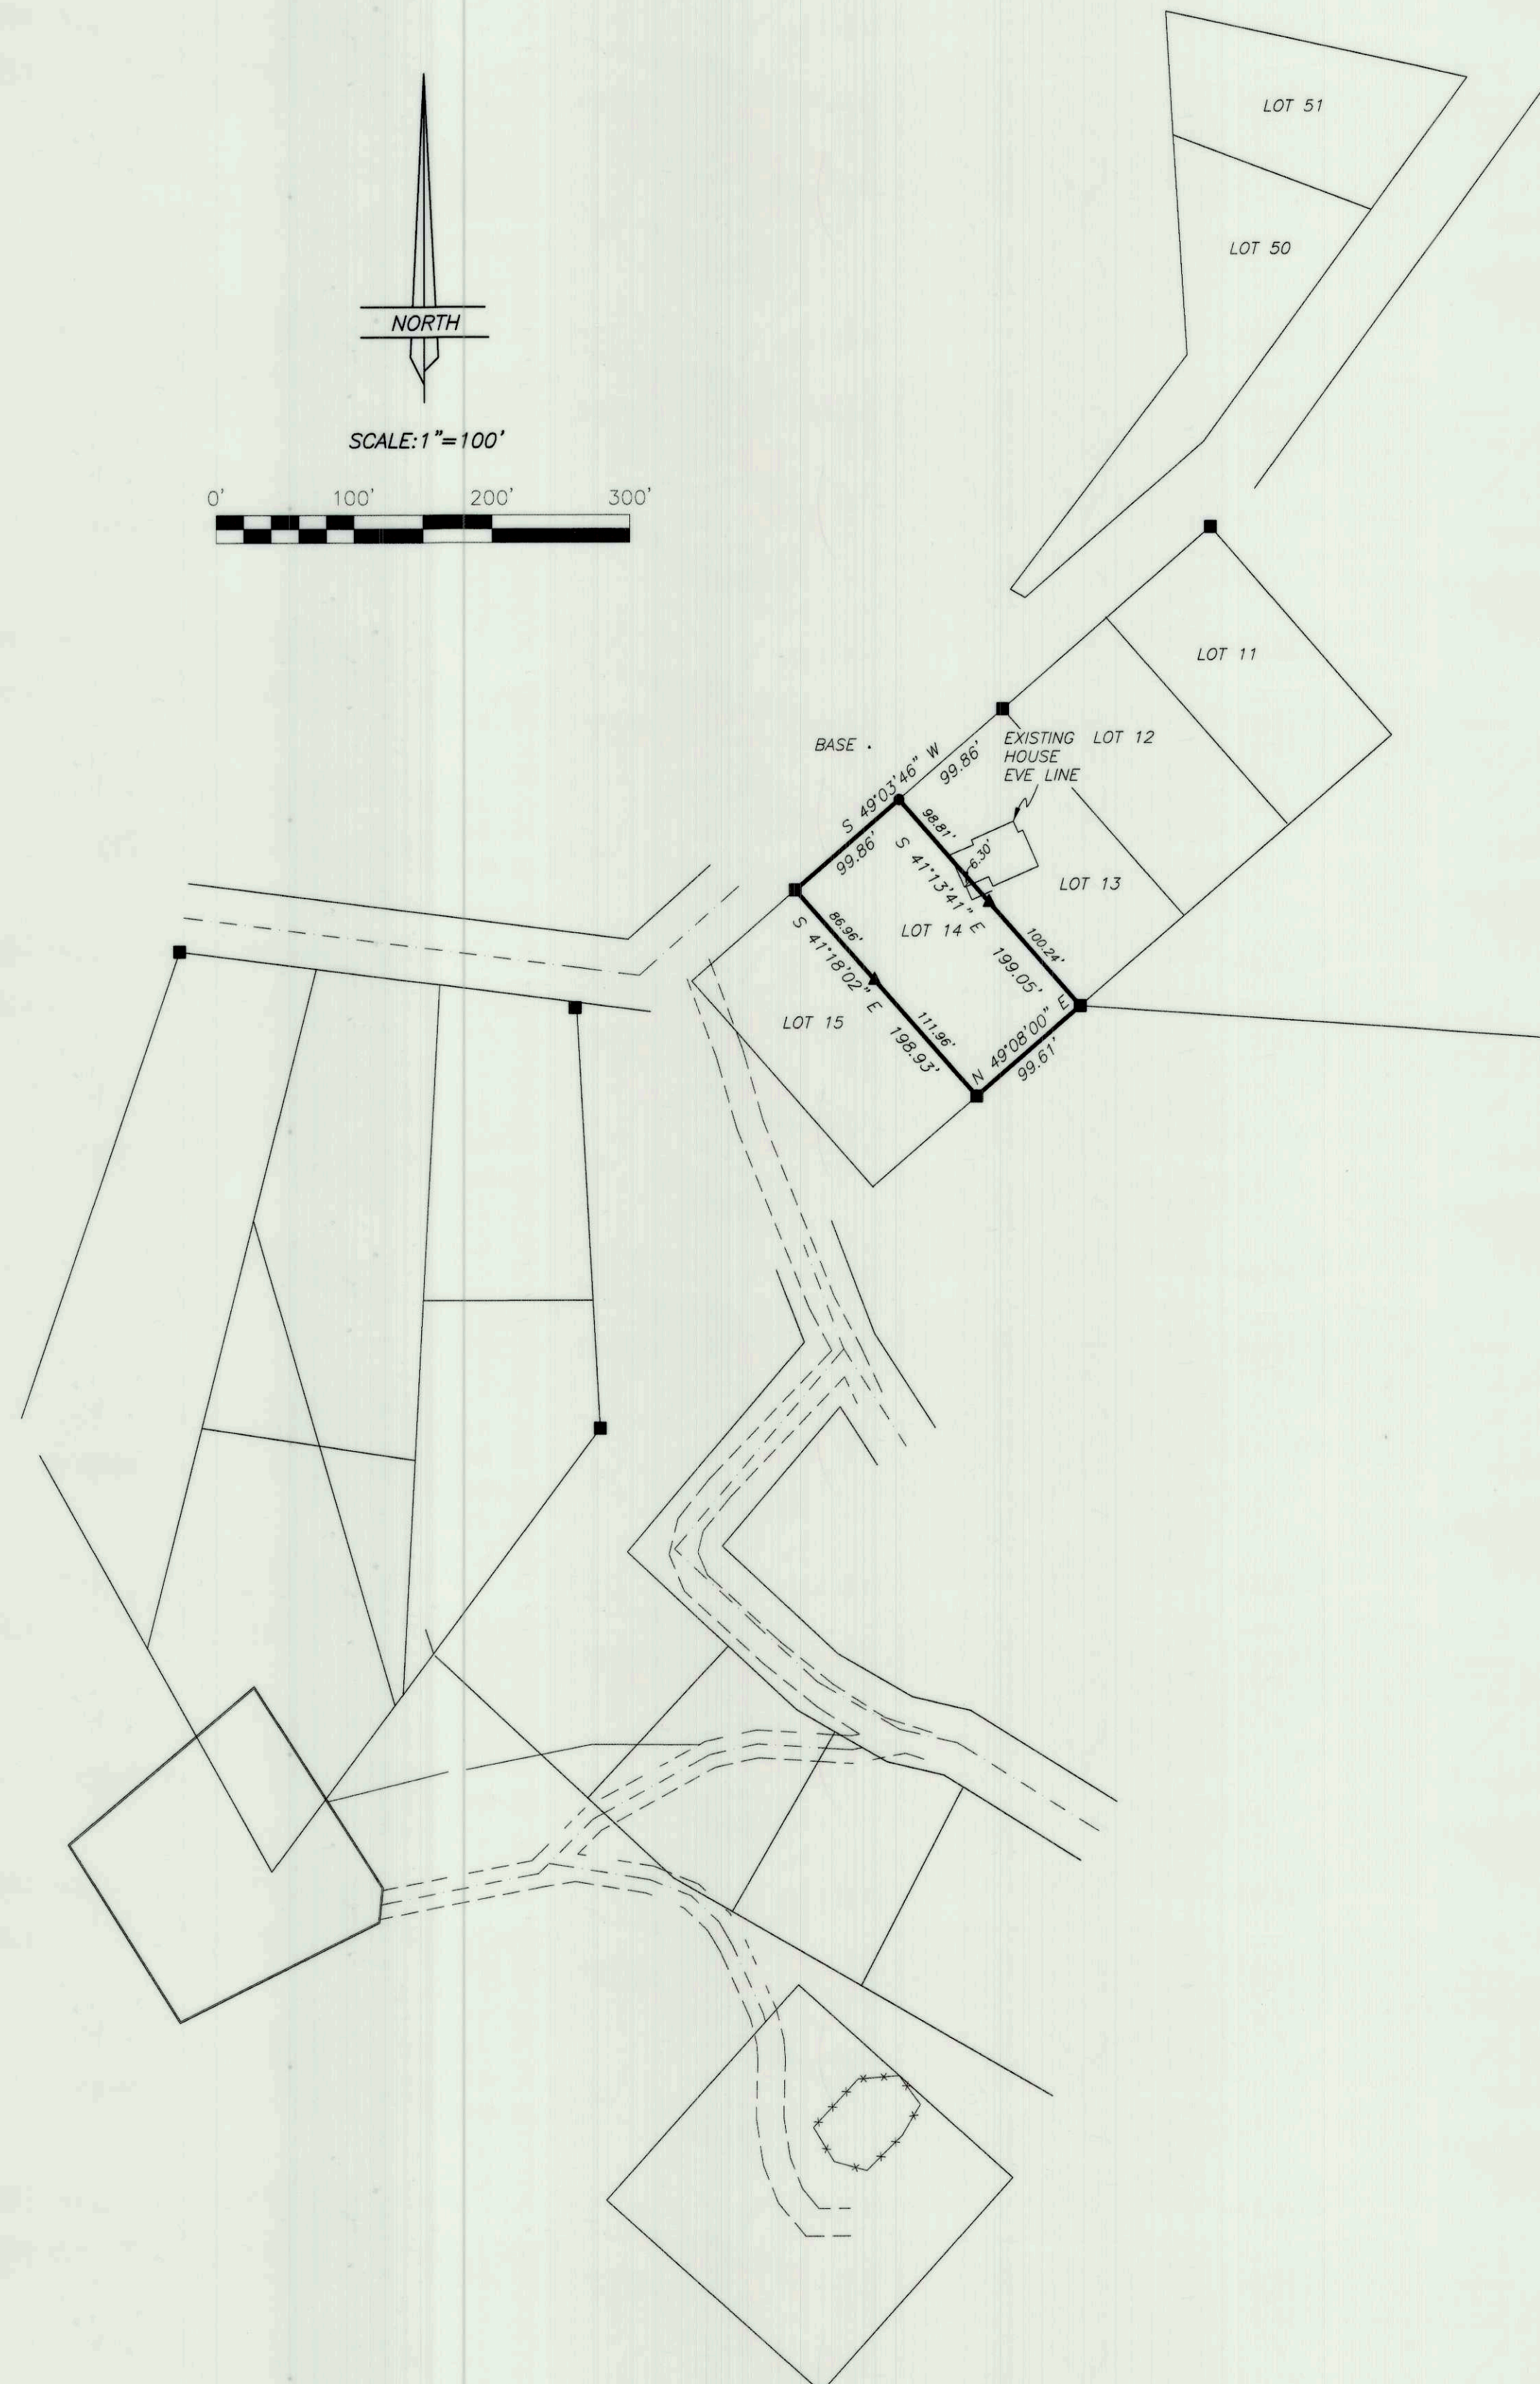 LOT 51
LOT 50
NORTH
SCALE:1"=100'
0' 100' 200' 300'
LOT 11
BASE .
EXISTING
HOUSE
EVE LINE
LOT 12
S 49°03'46" W
99.86'
99.86'
98.81'
6.30'
S 41°13'41" E
199.05'
100.24'
LOT 13
LOT 14
86.96'
S 41°18'02" E
198.93'
111.96'
LOT 15
N 49°08'00" E
99.61'